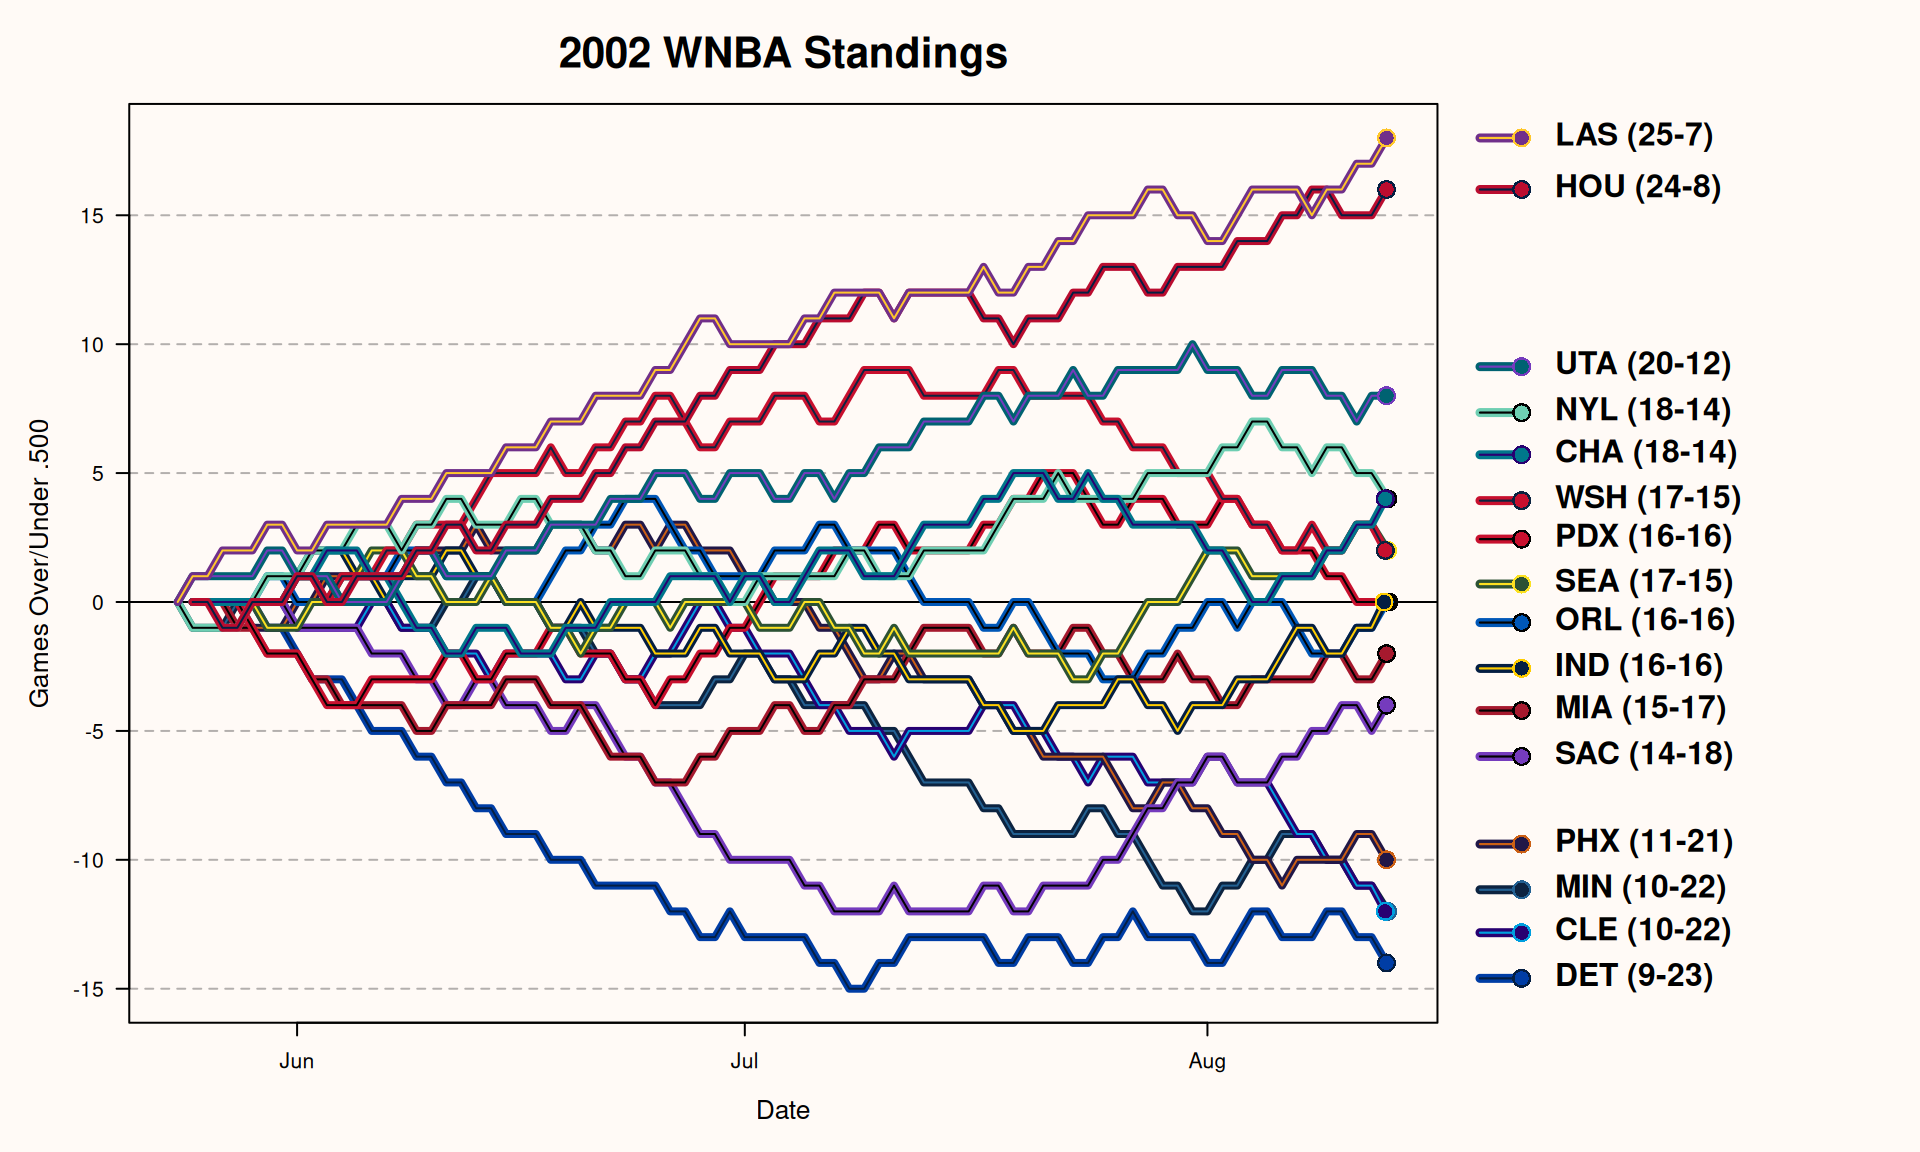 2002 WNBA Standings
Games Over/Under .500
15
10
5
0
-5
-10
-15
Jun
Jul
Aug
Date
LAS (25-7)
HOU (24-8)
UTA (20-12)
NYL (18-14)
CHA (18-14)
WSH (17-15)
PDX (16-16)
SEA (17-15)
ORL (16-16)
IND (16-16)
MIA (15-17)
SAC (14-18)
PHX (11-21)
MIN (10-22)
CLE (10-22)
DET (9-23)